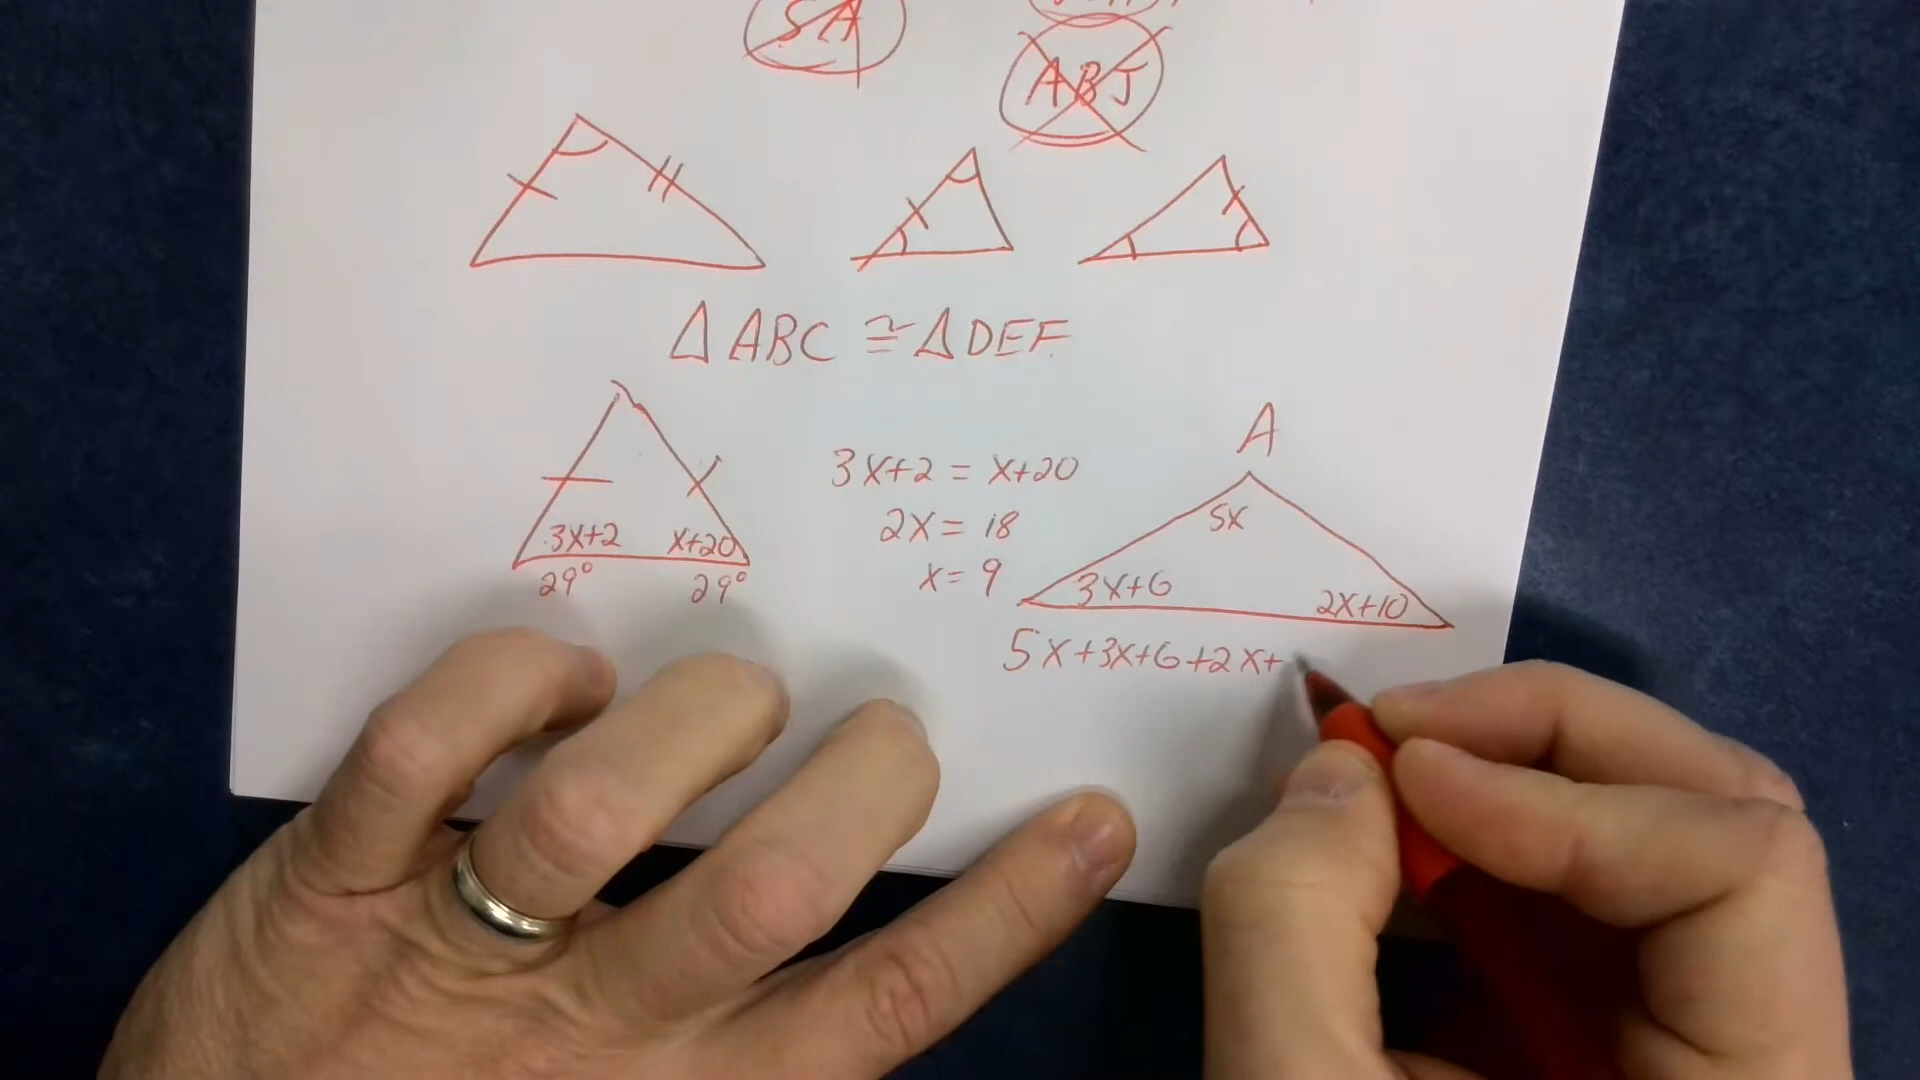 SA
ABJ
Δ ABC ≅ Δ DEF
3x+2 x+20
29° 29°
3x+2 = x+20
2x = 18
x = 9
A
5x
3x+6 2x+10
5x+3x+6+2x+